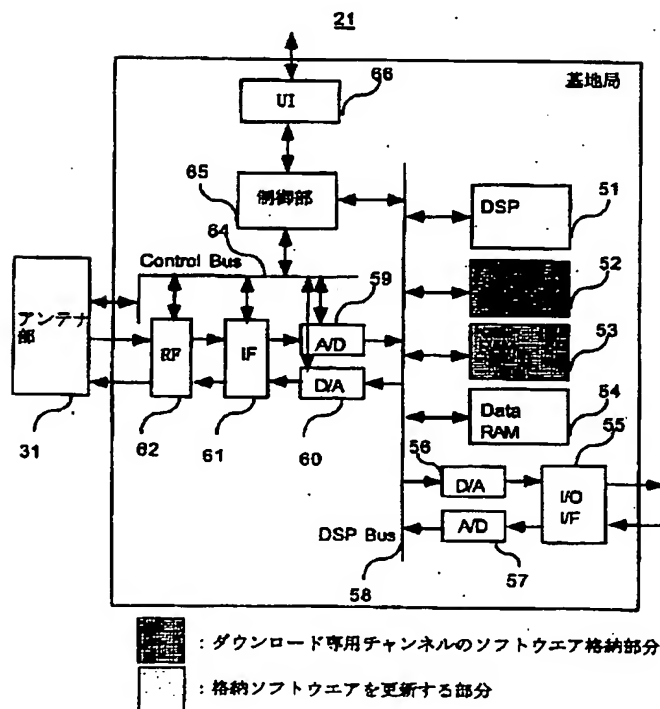 21
基地局
UI
66
65
制御部
64
Control Bus
DSP
51
52
59
アンテナ部
RF
IF
A/D
53
D/A
Data RAM
54
31
62
61
60
56
55
D/A
I/O I/F
A/D
DSP Bus
57
58
：ダウンロード専用チャンネルのソフトウエア格納部分
：格納ソフトウエアを更新する部分